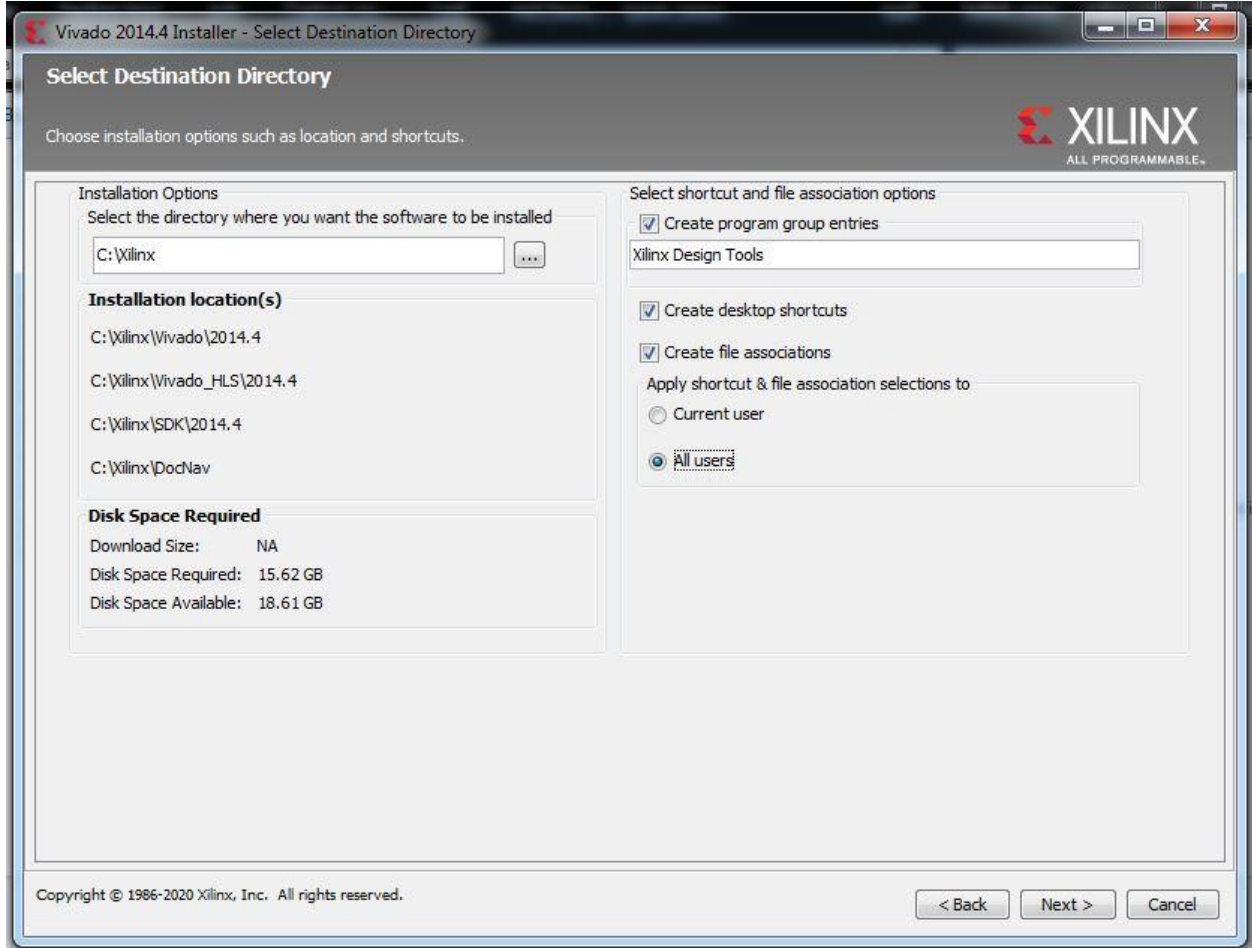 Vivado 2014.4 Installer - Select Destination Directory
Select Destination Directory
Choose installation options such as location and shortcuts.
XILINX
ALL PROGRAMMABLE™
Installation Options
Select the directory where you want the software to be installed
C:\Xilinx
...
Installation location(s)
C:\Xilinx\Vivado\2014.4
C:\Xilinx\Vivado_HLS\2014.4
C:\Xilinx\SDK\2014.4
C:\Xilinx\DocNav
Disk Space Required
Download Size: NA
Disk Space Required: 15.62 GB
Disk Space Available: 18.61 GB
Select shortcut and file association options
Create program group entries
Xilinx Design Tools
Create desktop shortcuts
Create file associations
Apply shortcut & file association selections to
Current user
All users
Copyright © 1986-2020 Xilinx, Inc. All rights reserved.
< Back
Next >
Cancel